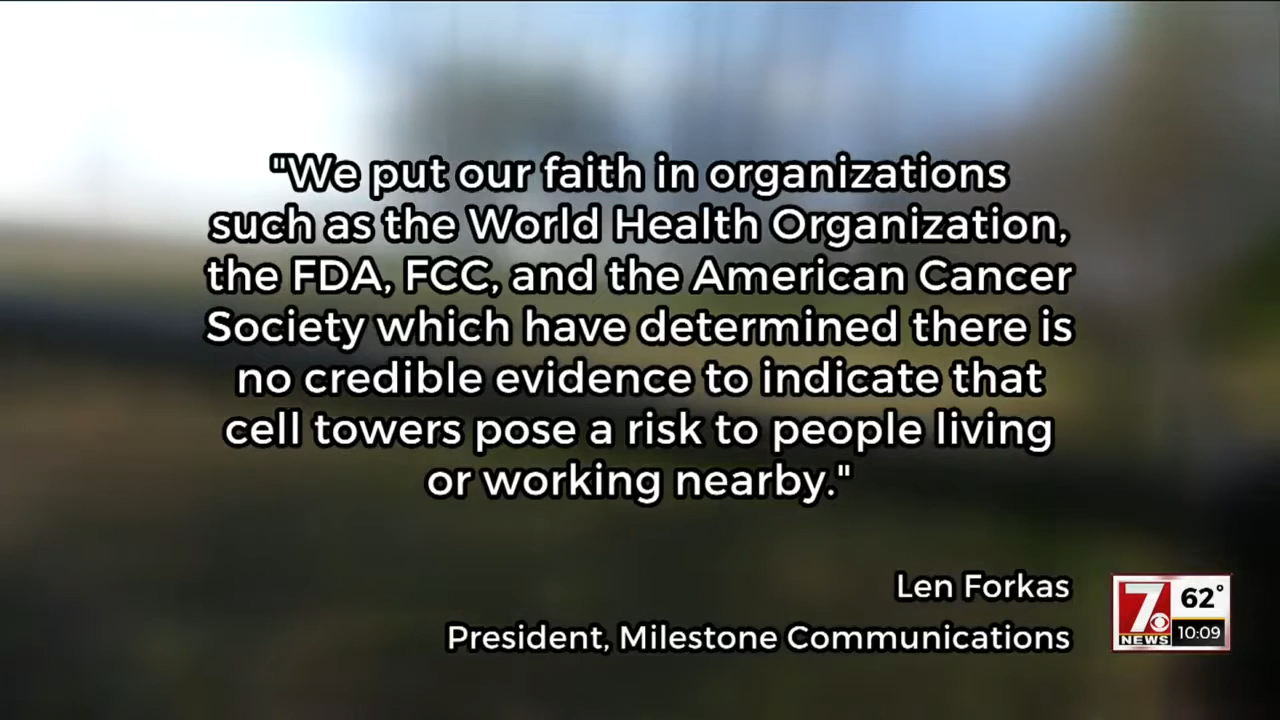 "We put our faith in organizations
such as the World Health Organization,
the FDA, FCC, and the American Cancer
Society which have determined there is
no credible evidence to indicate that
cell towers pose a risk to people living
or working nearby."
Len Forkas
President, Milestone Communications
7
NEWS
62°
10:09